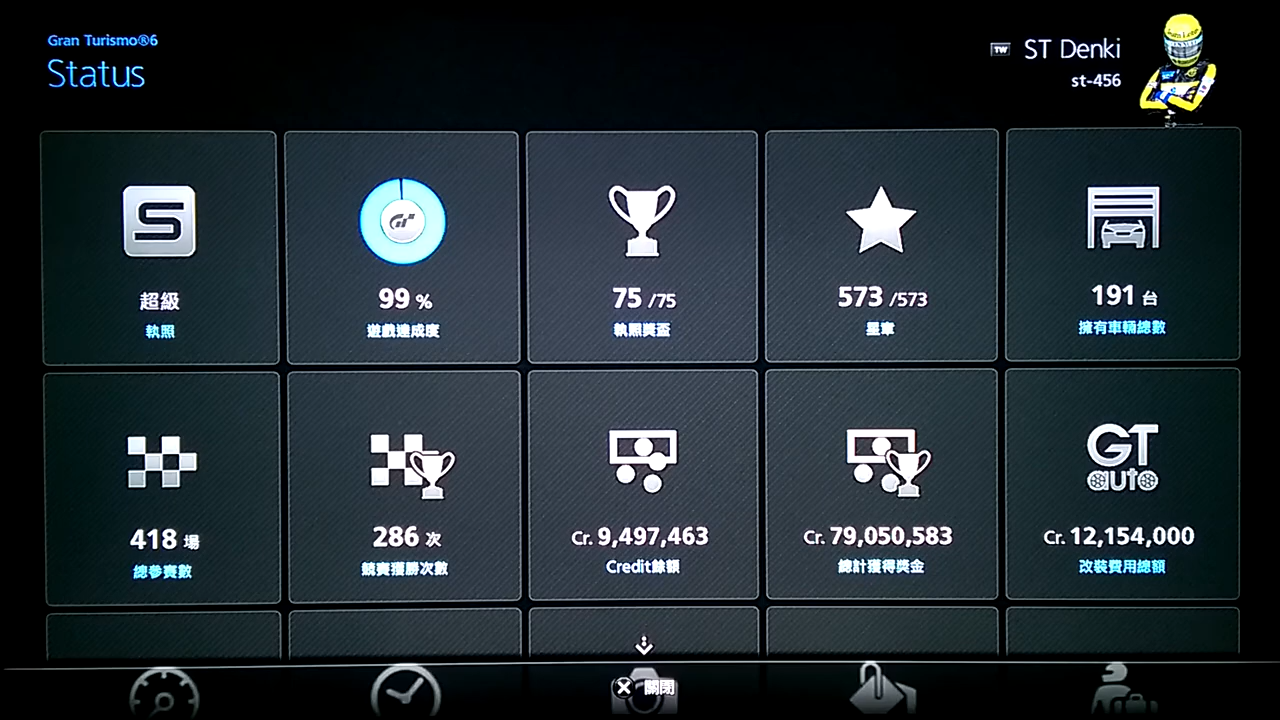 Gran Turismo®6
Status
TW ST Denki
st-456
S
超級
執照
GT
99 %
遊戲達成度
75 /75
執照獎盃
573 /573
星章
191 台
擁有車輛總數
418 場
總參賽數
286 次
競賽獲勝次數
Cr. 9,497,463
Credit餘額
Cr. 79,050,583
總計獲得獎金
GT auto
Cr. 12,154,000
改裝費用總額
關閉